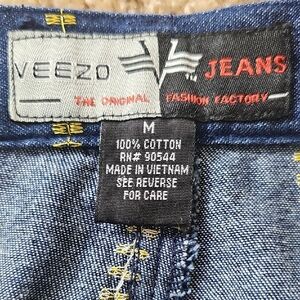 VEEZO JEANS
THE ORIGINAL FASHION FACTORY
M
100% COTTON
RN# 90544
MADE IN VIETNAM
SEE REVERSE
FOR CARE